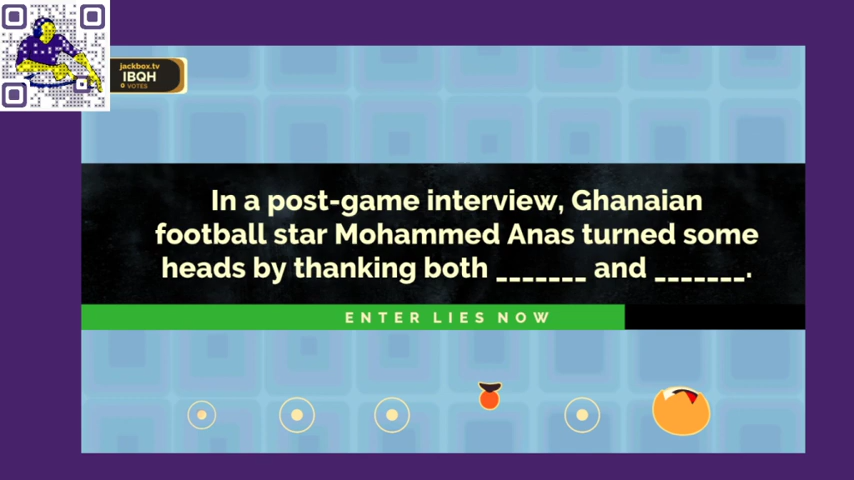 jackbox.tv
IBQH
0 VOTES
In a post-game interview, Ghanaian
football star Mohammed Anas turned some
heads by thanking both _______ and _______.
ENTER LIES NOW